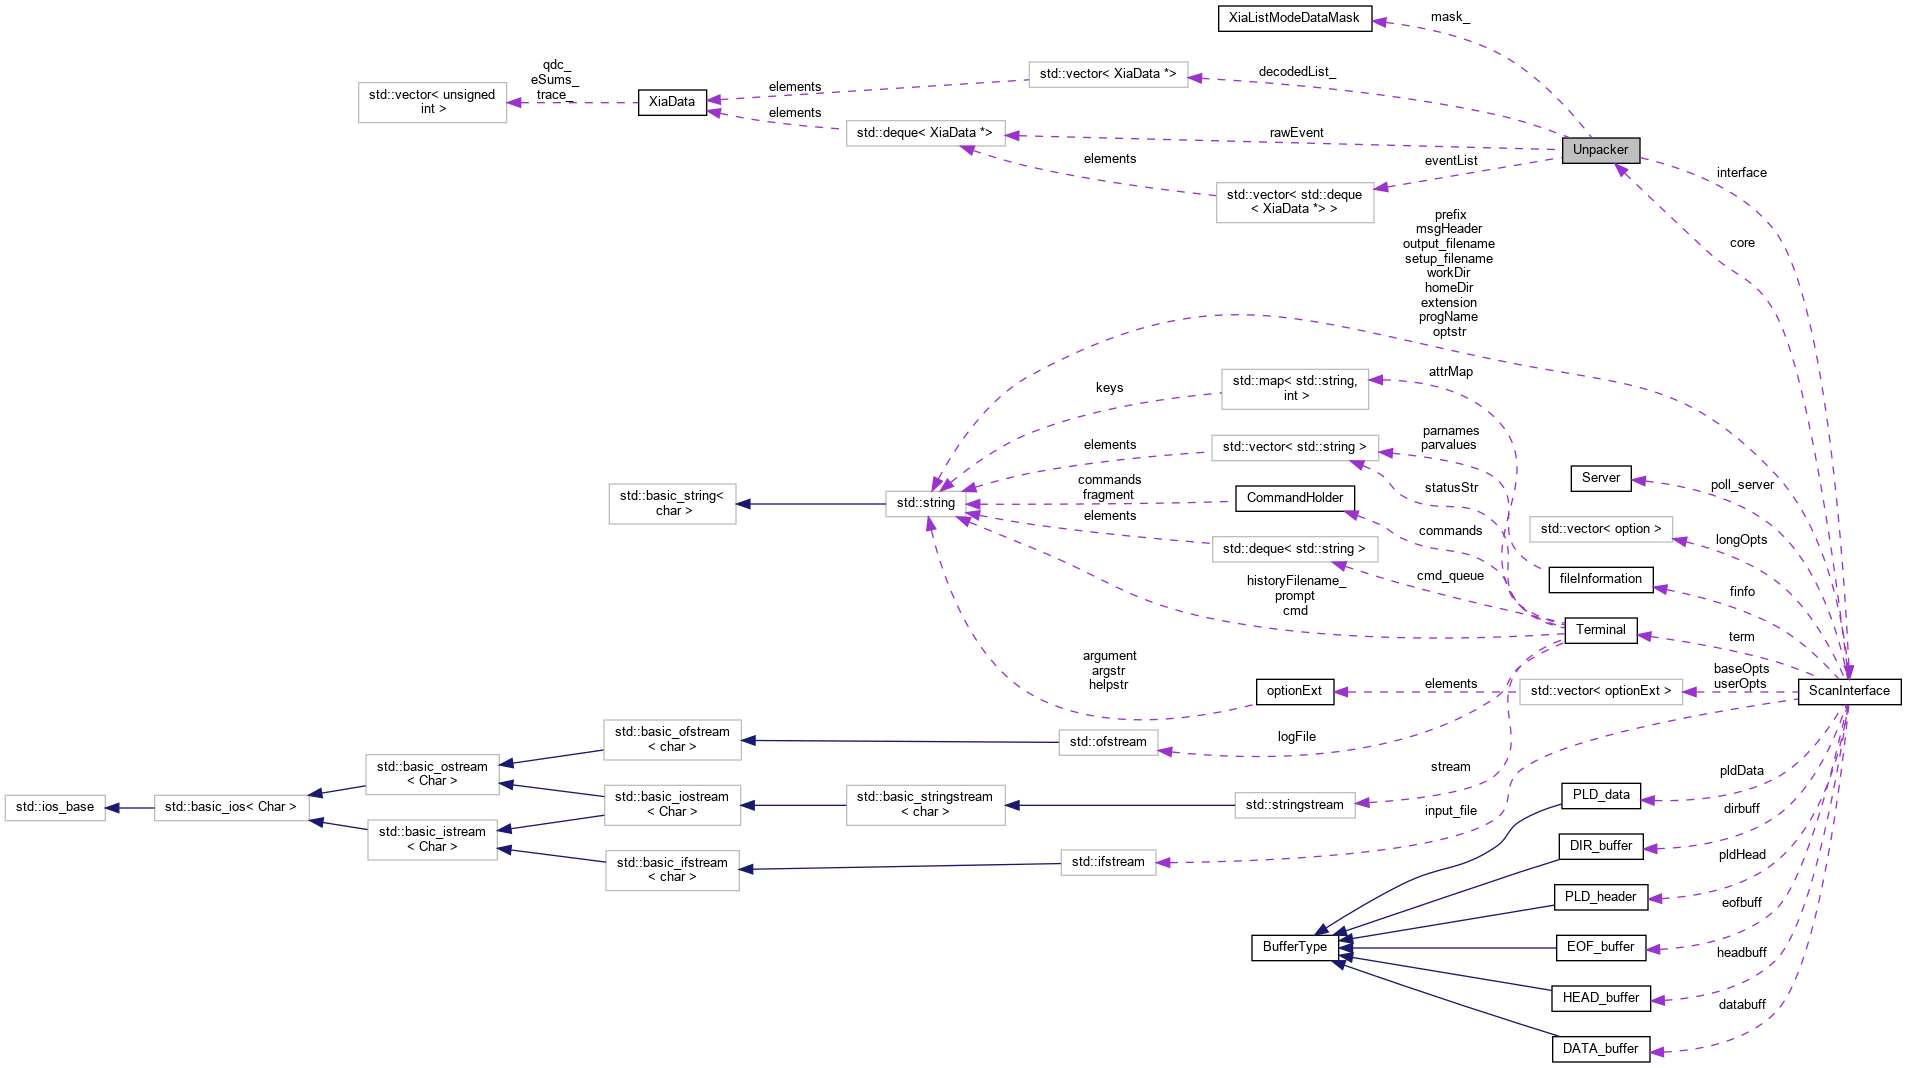 XiaListModeDataMask
mask_
qdc_
eSums_
trace_
std::vector< unsigned
int >
XiaData
elements
elements
std::vector< XiaData *>
decodedList_
std::deque< XiaData *>
rawEvent
Unpacker
elements
eventList
std::vector< std::deque
< XiaData *> >
interface
core
prefix
msgHeader
output_filename
setup_filename
workDir
homeDir
extension
progName
optstr
std::map< std::string,
int >
attrMap
keys
parnames
parvalues
elements
std::vector< std::string >
statusStr
Server
poll_server
commands
fragment
CommandHolder
std::basic_string<
char >
std::string
elements
std::deque< std::string >
commands
std::vector< option >
longOpts
cmd_queue
fileInformation
finfo
historyFilename_
prompt
cmd
Terminal
term
argument
argstr
helpstr
optionExt
elements
std::vector< optionExt >
baseOpts
userOpts
ScanInterface
std::basic_ofstream
< char >
std::ofstream
logFile
std::basic_ostream
< Char >
stream
pldData
std::ios_base
std::basic_ios< Char >
std::basic_iostream
< Char >
std::basic_stringstream
< char >
std::stringstream
input_file
PLD_data
dirbuff
std::basic_istream
< Char >
std::basic_ifstream
< char >
std::ifstream
DIR_buffer
pldHead
PLD_header
eofbuff
BufferType
EOF_buffer
headbuff
HEAD_buffer
databuff
DATA_buffer